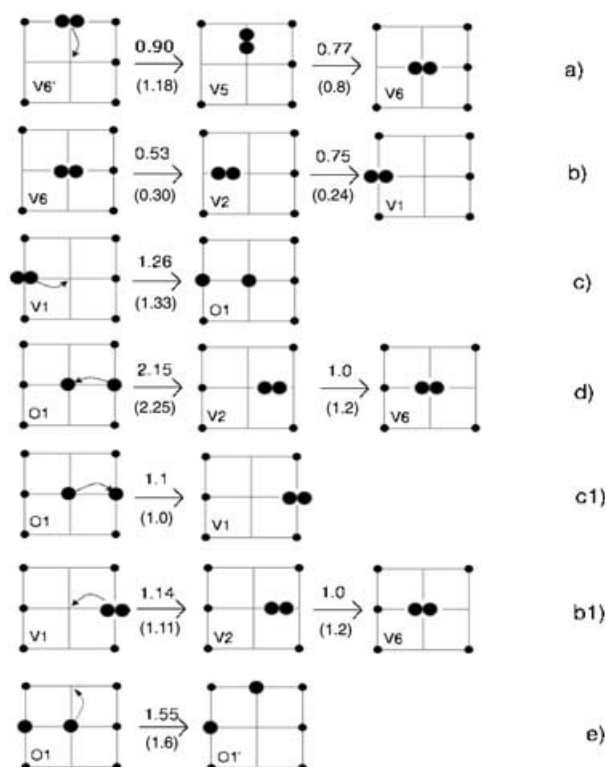 0.90 0.77
(1.18) (0.8)
V6' V5 V6 a)
0.53 0.75
(0.30) (0.24)
V6 V2 V1 b)
1.26
(1.33)
V1 O1 c)
2.15 1.0
(2.25) (1.2)
O1 V2 V6 d)
1.1
(1.0)
O1 V1 c1)
1.14 1.0
(1.11) (1.2)
V1 V2 V6 b1)
1.55
(1.6)
O1 O1' e)